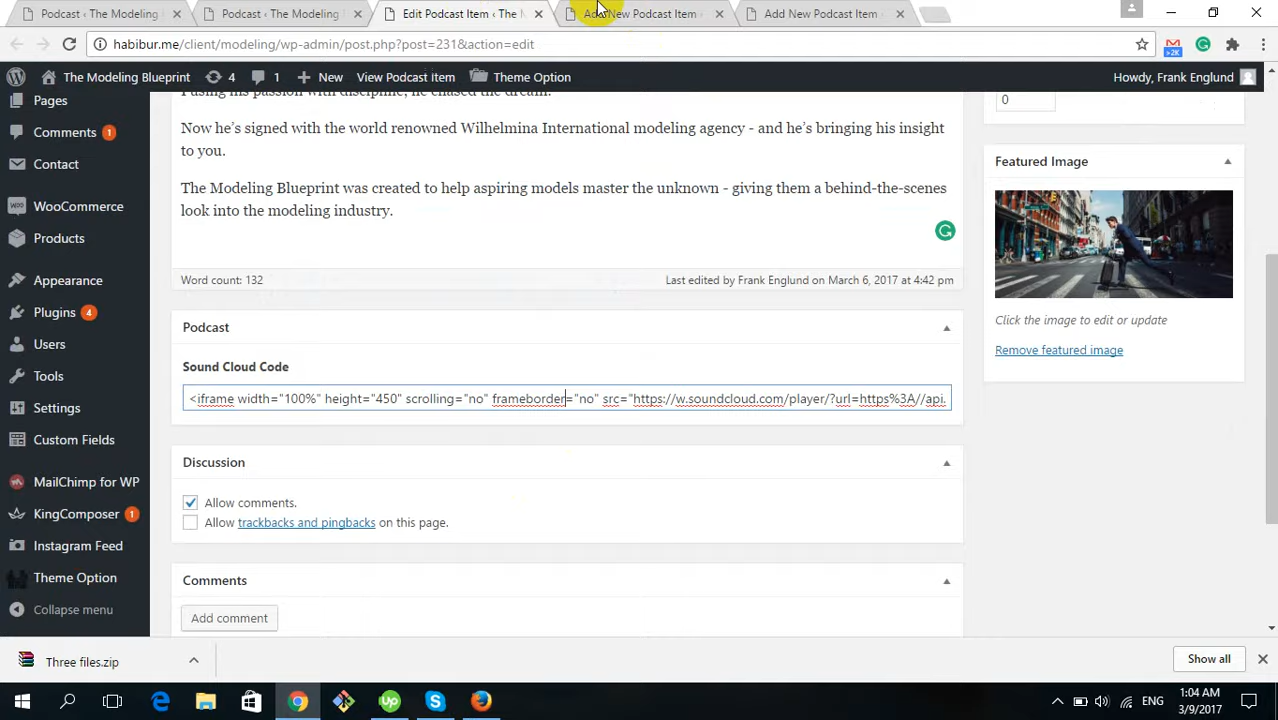 Podcast ‹ The Modeling
Podcast ‹ The Modeling
Edit Podcast Item ‹ The
Add New Podcast Item
Add New Podcast Item
habibur.me/client/modeling/wp-admin/post.php?post=231&action=edit
>2K
The Modeling Blueprint
4
1
New
View Podcast Item
Theme Option
Howdy, Frank Englund
Pages
Comments 1
Contact
WooCommerce
Products
Appearance
Plugins 4
Users
Tools
Settings
Custom Fields
MailChimp for WP
KingComposer 1
Instagram Feed
Theme Option
Collapse menu
Fusing his passion with discipline, he chased the dream.
Now he's signed with the world renowned Wilhelmina International modeling agency - and he's bringing his insight
to you.
The Modeling Blueprint was created to help aspiring models master the unknown - giving them a behind-the-scenes
look into the modeling industry.
Word count: 132
Last edited by Frank Englund on March 6, 2017 at 4:42 pm
Podcast
Sound Cloud Code
<iframe width="100%" height="450" scrolling="no" frameborder="no" src="https://w.soundcloud.com/player/?url=https%3A//api.
Discussion
Allow comments.
Allow trackbacks and pingbacks on this page.
Comments
Add comment
0
Featured Image
Click the image to edit or update
Remove featured image
Three files.zip
Show all
Up
ENG
1:04 AM
3/9/2017